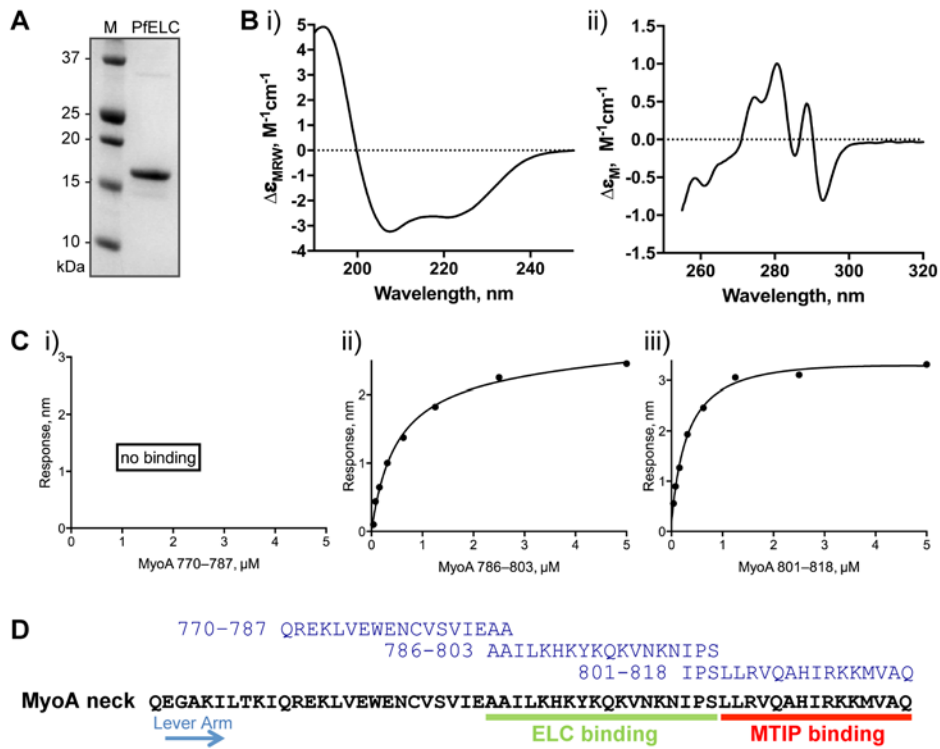 A
M PfELC
37
25
20
15
10
kDa
B i)
5
4
3
2
1
0
-1
-2
-3
-4
ΔεMRW, M-1cm-1
200 220 240
Wavelength, nm
ii)
1.5
1.0
0.5
0.0
-0.5
-1.0
-1.5
ΔεM, M-1cm-1
260 280 300 320
Wavelength, nm
C i)
3
2
1
0
Response, nm
no binding
0 1 2 3 4 5
MyoA 770–787, µM
ii)
2
1
0
Response, nm
0 1 2 3 4 5
MyoA 786–803, µM
iii)
3
2
1
0
Response, nm
0 1 2 3 4 5
MyoA 801–818, µM
D
770–787 QREKLVEWENCVSVIEAA
786–803 AAILKHKYKQKVNKNIPS
801–818 IPSLLRVQAHIRKKMVAQ
MyoA neck QEGAKILTKIQREKLVEWENCVSVIEAAILKHKYKQKVNKNIPSLLRVQAHIRKKMVAQ
Lever Arm
ELC binding MTIP binding